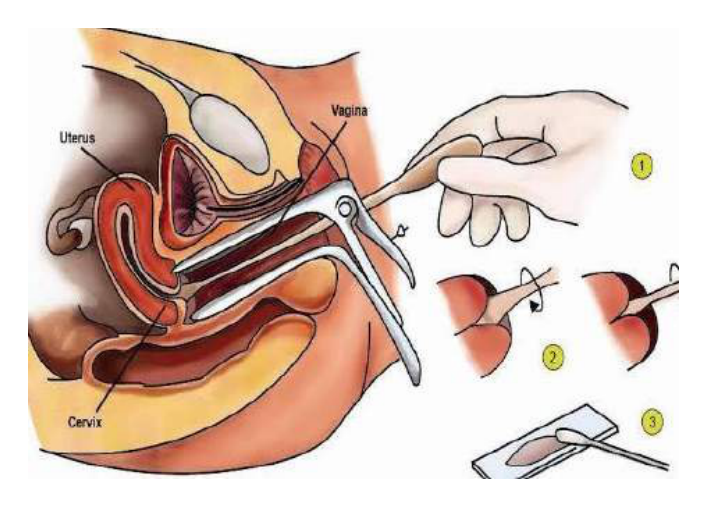 Vagina
Uterus
1
2
3
Cervix